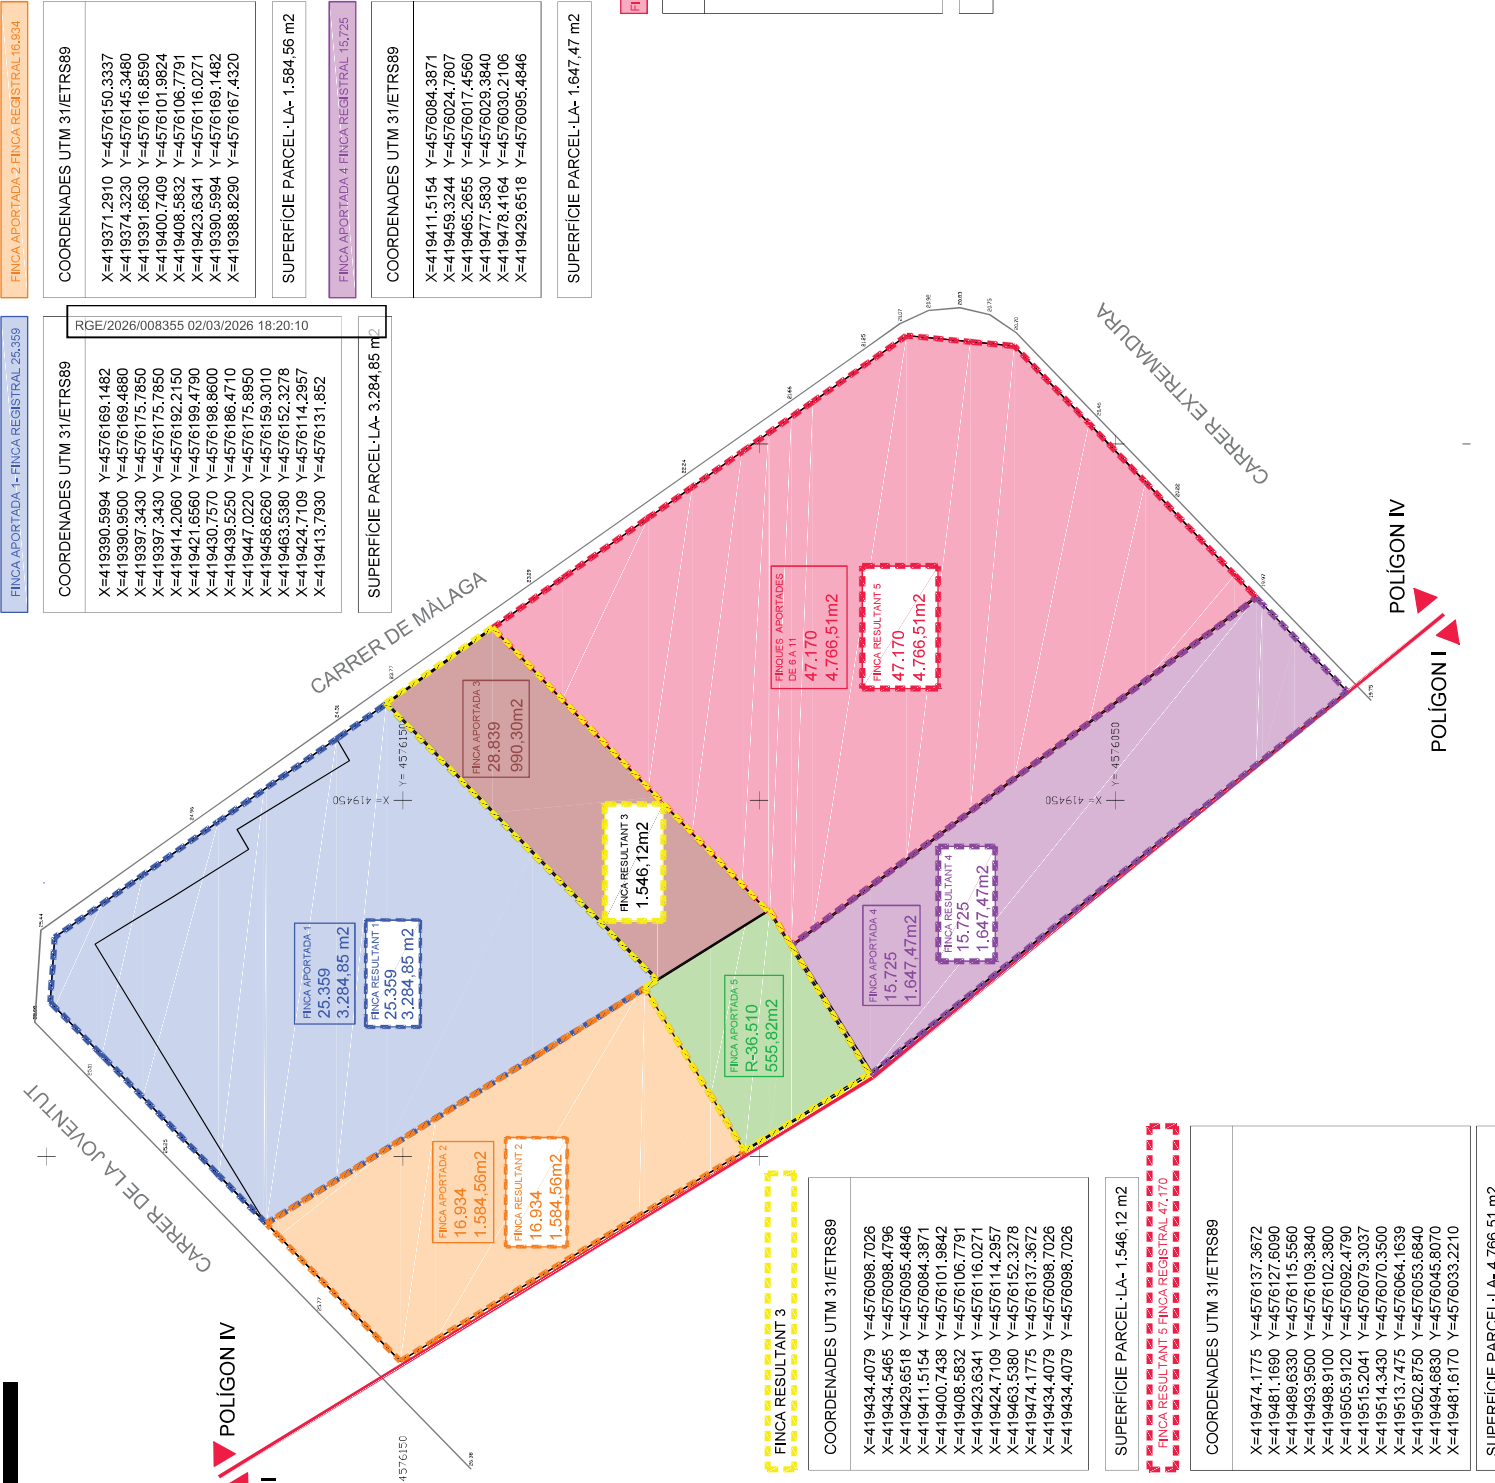 FINCA APORTADA 1- FINCA REGISTRAL 25.359
COORDENADES UTM 31/ETRS89
X=419390.5994 Y=4576169.1482
X=419390.9500 Y=4576169.4880
X=419397.3430 Y=4576175.7850
X=419397.3430 Y=4576175.7850
X=419414.2060 Y=4576192.2150
X=419421.6560 Y=4576199.4790
X=419430.7570 Y=4576198.8600
X=419439.5250 Y=4576186.4710
X=419447.0220 Y=4576175.8950
X=419458.6260 Y=4576159.3010
X=419463.5380 Y=4576152.3278
X=419424.7109 Y=4576114.2957
X=419413.7930 Y=4576131.852
SUPERFÍCIE PARCEL·LA- 3.284,85 m2
RGE/2026/008355 02/03/2026 18:20:10
FINCA APORTADA 2 FINCA REGISTRAL 16.934
COORDENADES UTM 31/ETRS89
X=419371.2910 Y=4576150.3337
X=419374.3230 Y=4576145.3480
X=419391.6630 Y=4576116.8590
X=419400.7409 Y=4576101.9824
X=419408.5832 Y=4576106.7791
X=419423.6341 Y=4576116.0271
X=419390.5994 Y=4576169.1482
X=419388.8290 Y=4576167.4320
SUPERFÍCIE PARCEL·LA- 1.584,56 m2
FINCA APORTADA 4 FINCA REGISTRAL 15.725
COORDENADES UTM 31/ETRS89
X=419411.5154 Y=4576084.3871
X=419459.3244 Y=4576024.7807
X=419465.2655 Y=4576017.4560
X=419477.5830 Y=4576029.3840
X=419478.4164 Y=4576030.2106
X=419429.6518 Y=4576095.4846
SUPERFÍCIE PARCEL·LA- 1.647,47 m2
FI
CARRER DE MÀLAGA
CARRER EXTREMADURA
CARRER DE LA JOVENTUT
POLÍGON IV
POLÍGON I
POLÍGON IV
FINCA APORTADA 1
25.359
3.284,85 m2
FINCA RESULTANT 1
25.359
3.284,85 m2
FINCA APORTADA 2
16.934
1.584,56m2
FINCA RESULTANT 2
16.934
1.584,56m2
FINCA APORTADA 3
28.839
990,30m2
FINCA RESULTANT 3
1.546,12m2
FINCA APORTADA 5
R-36.510
555,82m2
FINCA APORTADA 4
15.725
1.647,47m2
FINCA RESULTANT 4
15.725
1.647,47m2
FINQUES APORTADES
DE 6 A 11
47.170
4.766,51m2
FINCA RESULTANT 5
47.170
4.766,51m2
X= 419450
Y= 4576150
X= 419450
Y= 4576050
4576150
FINCA RESULTANT 3
COORDENADES UTM 31/ETRS89
X=419434.4079 Y=4576098.7026
X=419434.5465 Y=4576098.4796
X=419429.6518 Y=4576095.4846
X=419411.5154 Y=4576084.3871
X=419400.7438 Y=4576101.9842
X=419408.5832 Y=4576106.7791
X=419423.6341 Y=4576116.0271
X=419424.7109 Y=4576114.2957
X=419463.5380 Y=4576152.3278
X=419474.1775 Y=4576137.3672
X=419434.4079 Y=4576098.7026
X=419434.4079 Y=4576098.7026
SUPERFÍCIE PARCEL·LA- 1.546,12 m2
FINCA RESULTANT 5 FINCA REGISTRAL 47.170
COORDENADES UTM 31/ETRS89
X=419474.1775 Y=4576137.3672
X=419481.1690 Y=4576127.6090
X=419489.6330 Y=4576115.5560
X=419493.9500 Y=4576109.3840
X=419498.9100 Y=4576102.3800
X=419505.9120 Y=4576092.4790
X=419515.2041 Y=4576079.3037
X=419514.3430 Y=4576070.3500
X=419513.7475 Y=4576064.1639
X=419502.8750 Y=4576053.6840
X=419494.6830 Y=4576045.8070
X=419481.6170 Y=4576033.2210
SUPERFÍCIE PARCEL·LA- 4.766,51 m2